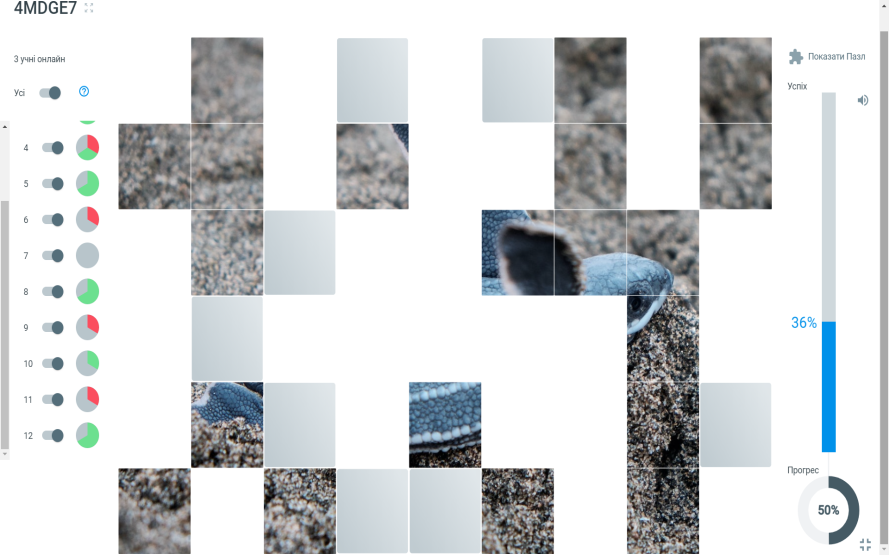 4MDGE7
3 учні онлайн
Показати Пазл
Успіх
Усі
4
5
6
7
8
9
10
11
12
36%
Прогрес
50%